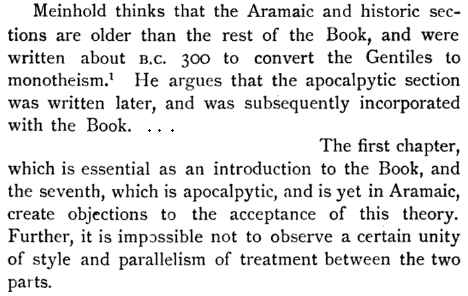 Meinhold thinks that the Aramaic and historic sec-
tions are older than the rest of the Book, and were
written about B.C. 300 to convert the Gentiles to
monotheism.¹ He argues that the apocalpytic section
was written later, and was subsequently incorporated
with the Book. ...
The first chapter,
which is essential as an introduction to the Book, and
the seventh, which is apocalpytic, and is yet in Aramaic,
create objections to the acceptance of this theory.
Further, it is impossible not to observe a certain unity
of style and parallelism of treatment between the two
parts.